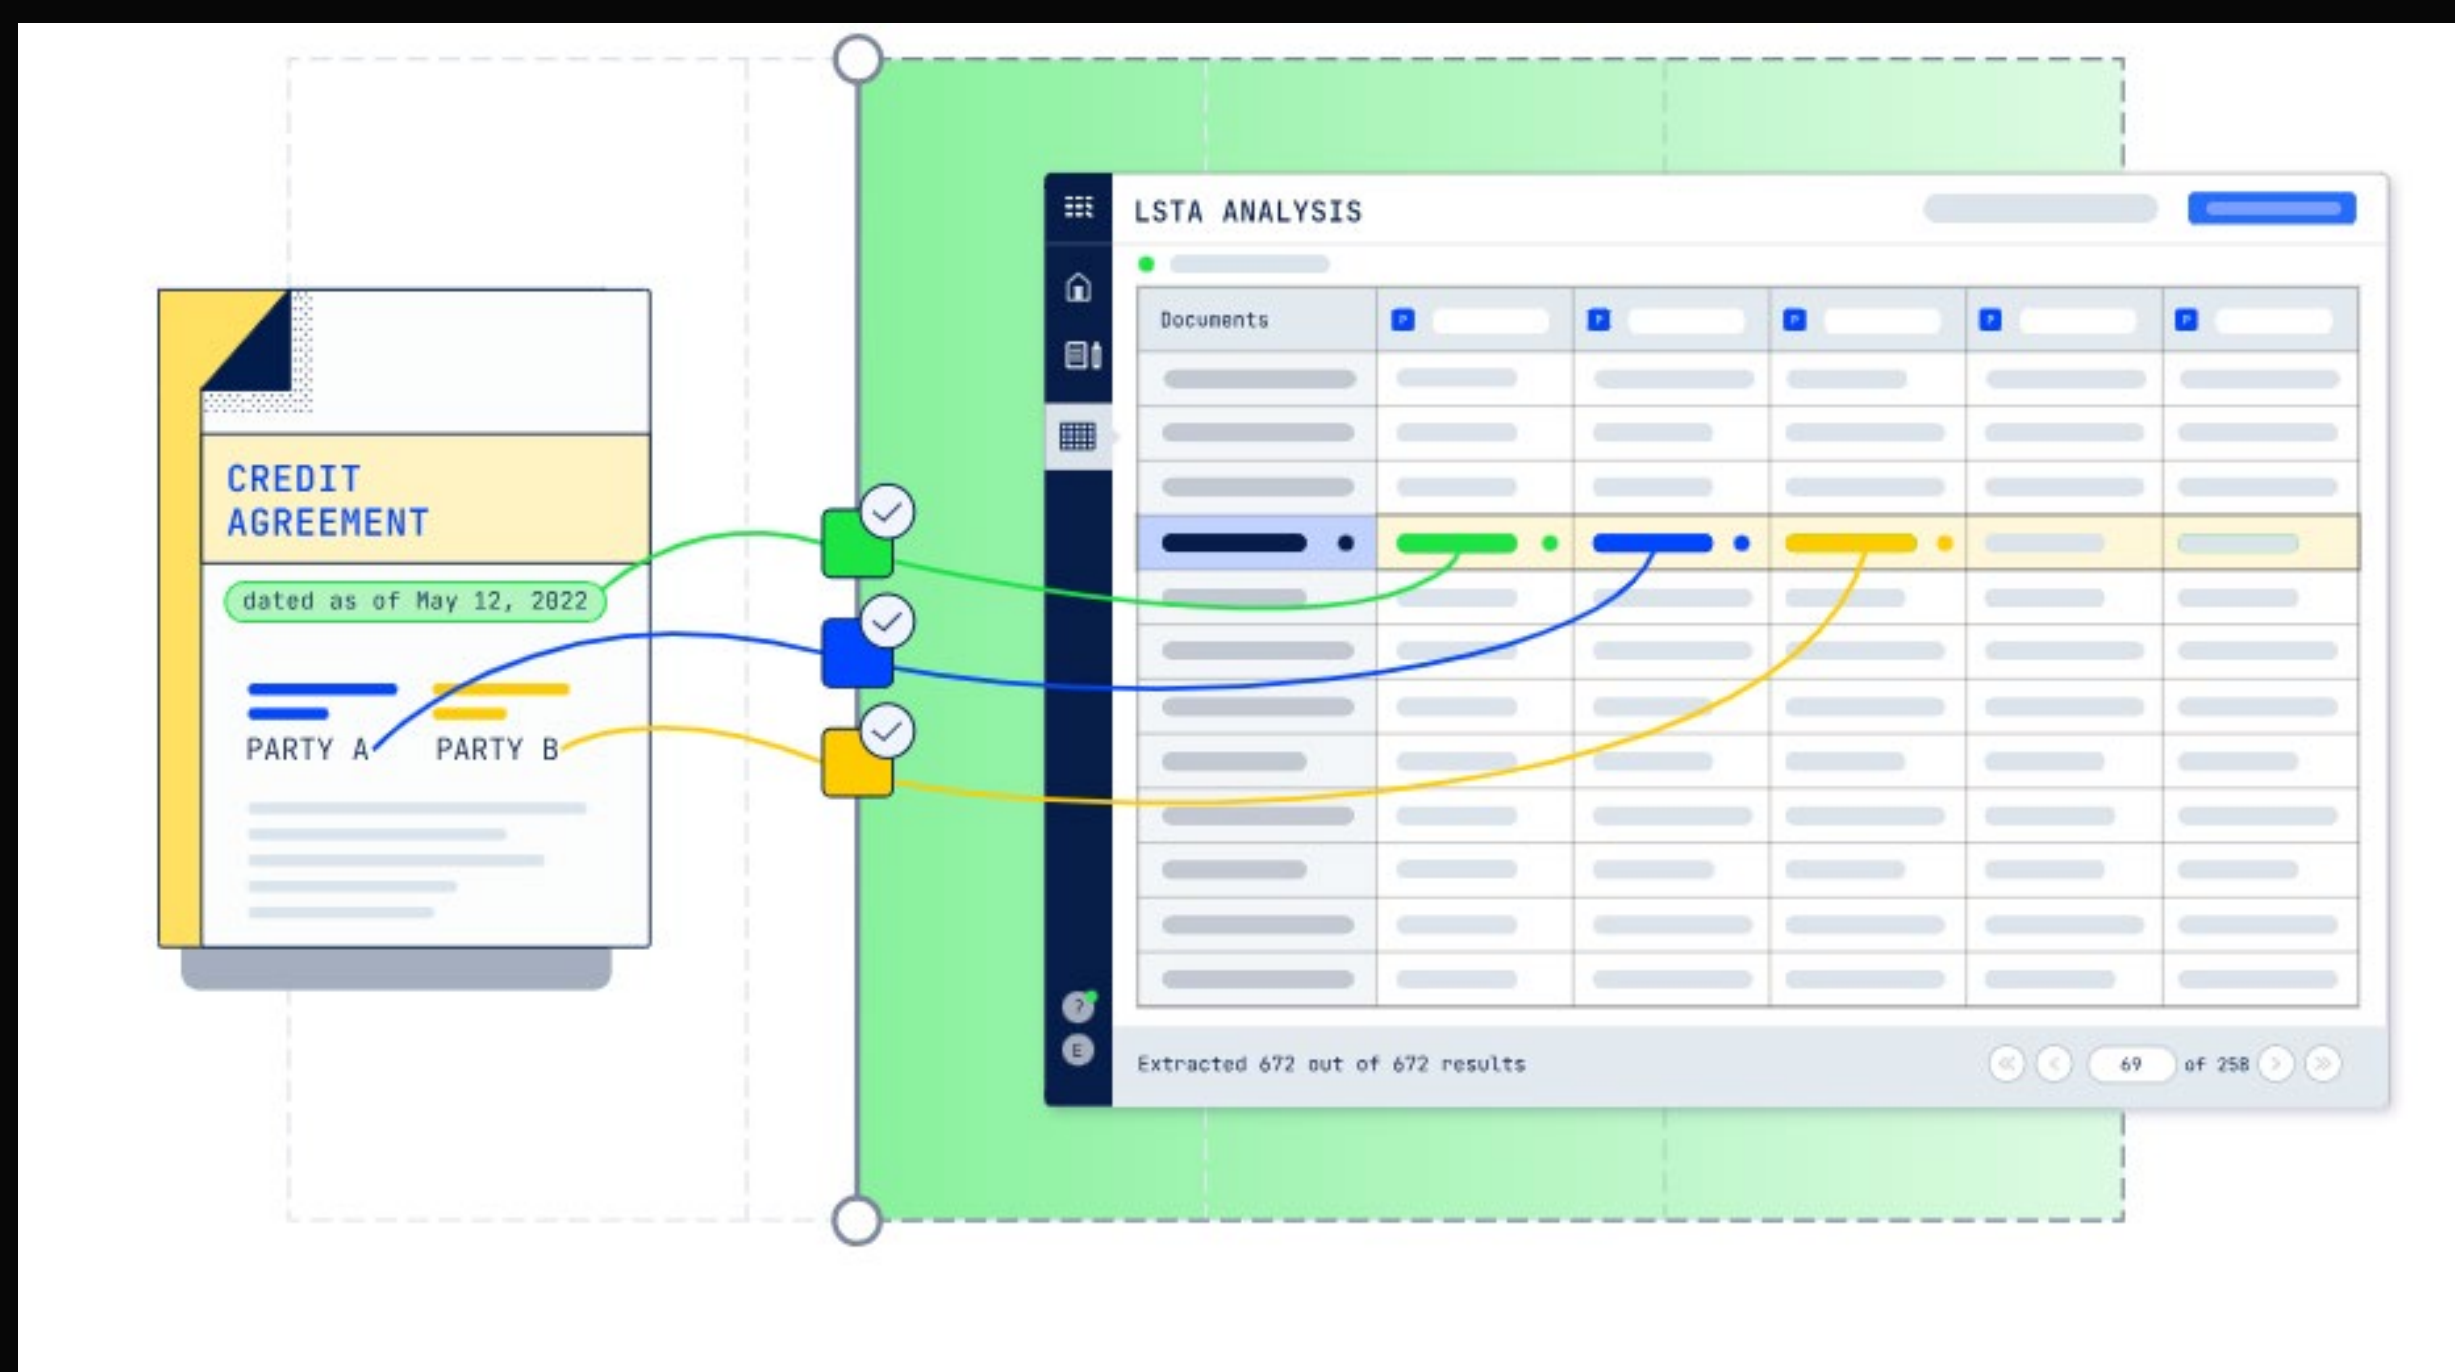 CREDIT
AGREEMENT
dated as of May 12, 2022
PARTY A
PARTY B
LSTA ANALYSIS
Documents
P
P
P
P
P
?
E
Extracted 672 out of 672 results
69
of 258